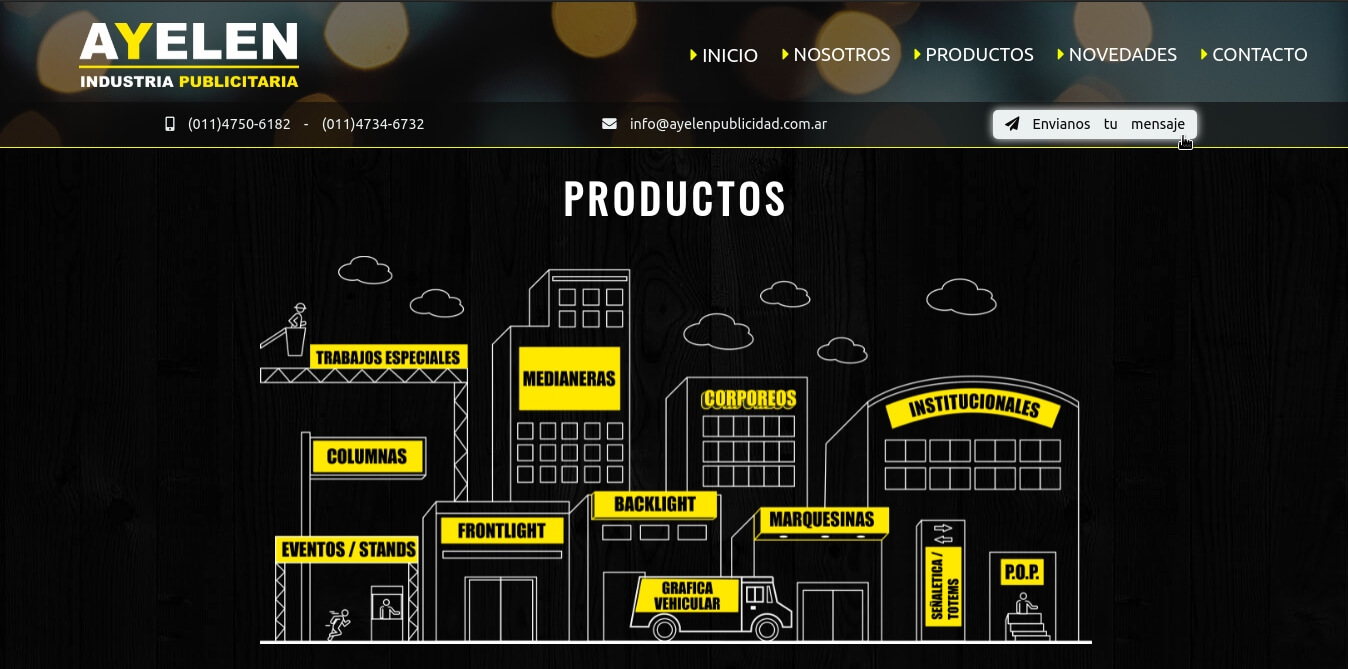 AYELEN
INDUSTRIA PUBLICITARIA
INICIO
NOSOTROS
PRODUCTOS
NOVEDADES
CONTACTO
(011)4750-6182 - (011)4734-6732
info@ayelenpublicidad.com.ar
Envianos tu mensaje
PRODUCTOS
TRABAJOS ESPECIALES
MEDIANERAS
CORPOREOS
INSTITUCIONALES
COLUMNAS
BACKLIGHT
MARQUESINAS
FRONTLIGHT
EVENTOS / STANDS
GRAFICA
VEHICULAR
SEÑALETICA /
TOTEMS
P.O.P.